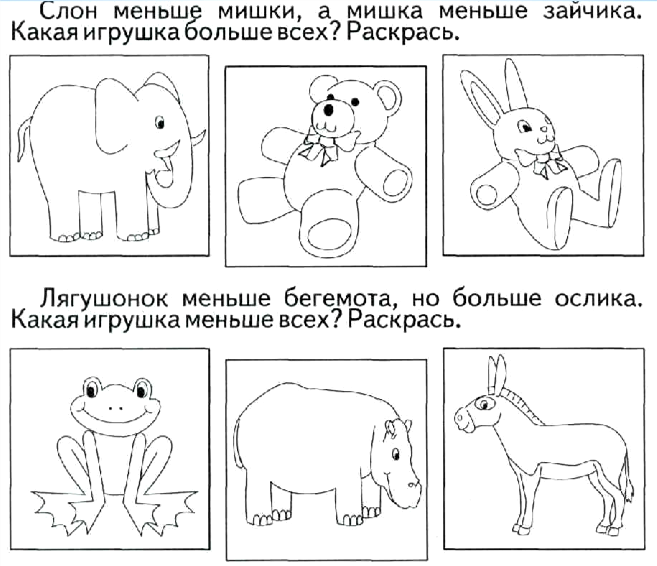 Слон меньше мишки, а мишка меньше зайчика.
Какая игрушка больше всех? Раскрась.
Лягушонок меньше бегемота, но больше ослика.
Какая игрушка меньше всех? Раскрась.